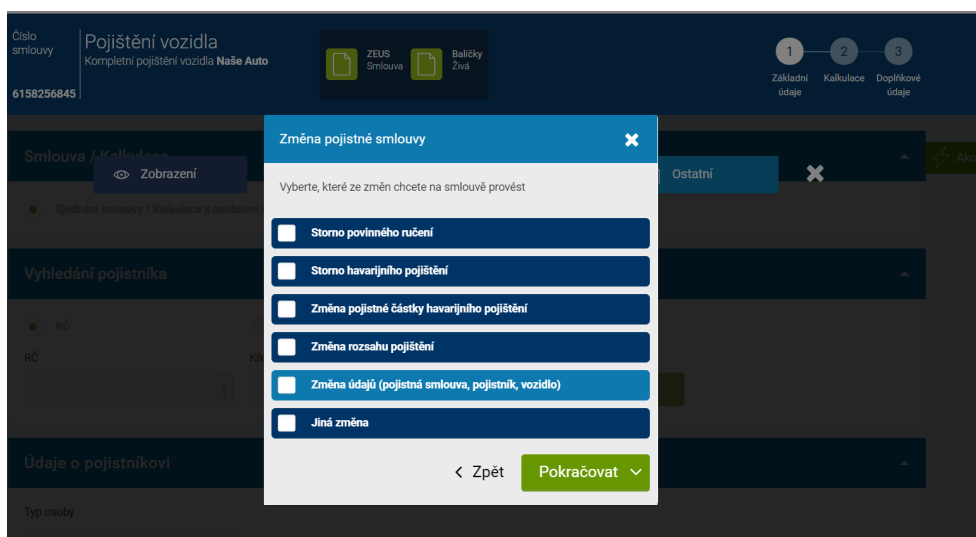 Číslo
smlouvy
6158256845
Pojištění vozidla
Kompletní pojištění vozidla Naše Auto
ZEUS
Smlouva
Balíčky
Živá
1
2
3
Základní
údaje
Kalkulace
Doplňkové
údaje
Smlouva / Kalkulace
Akc
Zobrazení
Ostatní
Sjednání smlouvy / Kalkulace s osobními
Vyhledání pojistníka
RČ
RČ
Kře
Údaje o pojistníkovi
Typ osoby
Změna pojistné smlouvy
Vyberte, které ze změn chcete na smlouvě provést
Storno povinného ručení
Storno havarijního pojištění
Změna pojistné částky havarijního pojištění
Změna rozsahu pojištění
Změna údajů (pojistná smlouva, pojistník, vozidlo)
Jiná změna
Zpět
Pokračovat